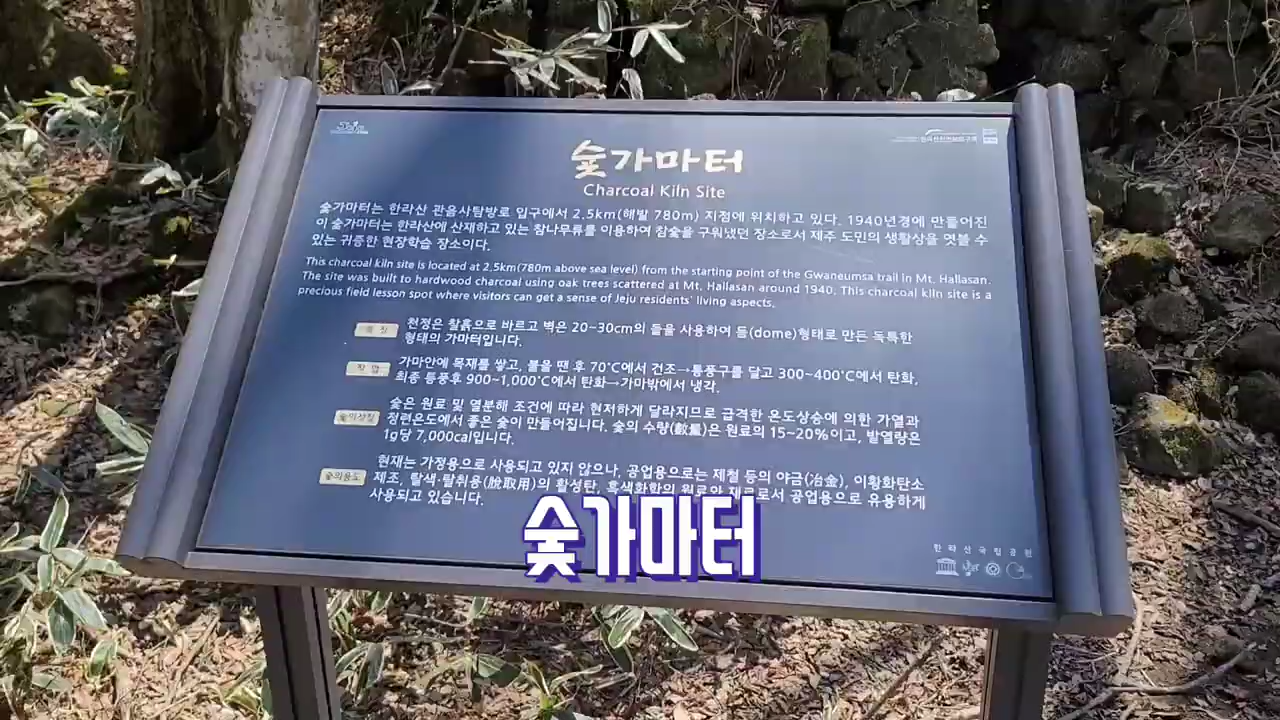 숯가마터
Charcoal Kiln Site
숯가마터는 한라산 관음사탐방로 입구에서 2.5km(해발 780m) 지점에 위치하고 있다. 1940년경에 만들어진
이 숯가마터는 한라산에 산재하고 있는 참나무류를 이용하여 참숯을 구워냈던 장소로서 제주 도민의 생활상을 엿볼 수
있는 귀중한 현장학습 장소이다.
This charcoal kiln site is located at 2.5km(780m above sea level) from the starting point of the Gwaneumsa trail in Mt. Hallasan.
The site was built to hardwood charcoal using oak trees scattered at Mt. Hallasan around 1940. This charcoal kiln site is a
precious field lesson spot where visitors can get a sense of Jeju residents' living aspects.
천정은 찰흙으로 바르고 벽은 20~30cm의 돌을 사용하여 돔(dome)형태로 만든 독특한
형태의 가마터입니다.
가마안에 목재를 쌓고, 불을 땐 후 70°C에서 건조→통풍구를 달고 300~400°C에서 탄화,
최종 통풍후 900~1,000°C에서 탄화→가마밖에서 냉각.
숯은 원료 및 열분해 조건에 따라 현저하게 달라지므로 급격한 온도상승에 의한 가열과
정련온도에서 좋은 숯이 만들어집니다. 숯의 수량(數量)은 원료의 15~20%이고, 발열량은
1g당 7,000cal입니다.
숯의용도
현재는 가정용으로 사용되고 있지 않으나, 공업용으로는 제철 등의 야금(冶金), 이황화탄소
제조, 탈색·탈취용(脫取用)의 활성탄, 흑색화학의 원료와 재료로서 공업용으로 유용하게
사용되고 있습니다.
숯가마터
한라산국립공원